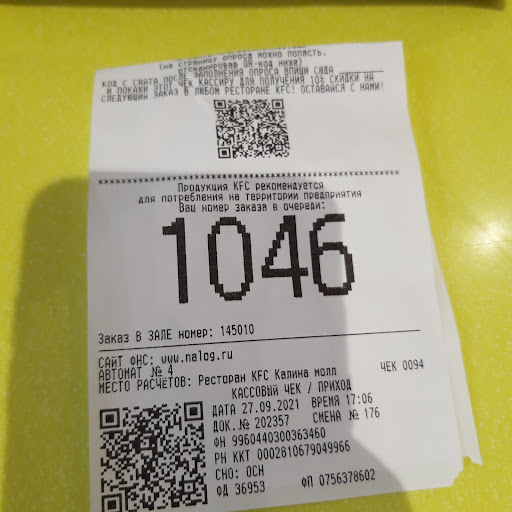 (на страницу опроса можно попасть,
отсканировав QR-код ниже)
КОД С САЙТА ПОСЛЕ ЗАПОЛНЕНИЯ ОПРОСА ВПИШИ СЮДА
И ПОКАЖИ ЭТОТ ЧЕК КАССИРУ ДЛЯ ПОЛУЧЕНИЯ 10% СКИДКИ НА
СЛЕДУЮЩИЙ ЗАКАЗ В ЛЮБОМ РЕСТОРАНЕ KFC! ОСТАВАЙСЯ С НАМИ!
Продукция KFC рекомендуется
для потребления на территории предприятия
Ваш номер заказа в очереди:
1046
Заказ В ЗАЛЕ номер: 145010
САЙТ ФНС: www.nalog.ru
АВТОМАТ № 4 ЧЕК 0094
МЕСТО РАСЧЁТОВ: Ресторан KFC Калина молл
КАССОВЫЙ ЧЕК / ПРИХОД
ДАТА 27.09.2021 ВРЕМЯ 17:06
ДОК.№ 202357 СМЕНА № 176
ФН 9960440300363460
РН ККТ 0002810679049966
СНО: ОСН
ФД 36953 ФП 0756378602